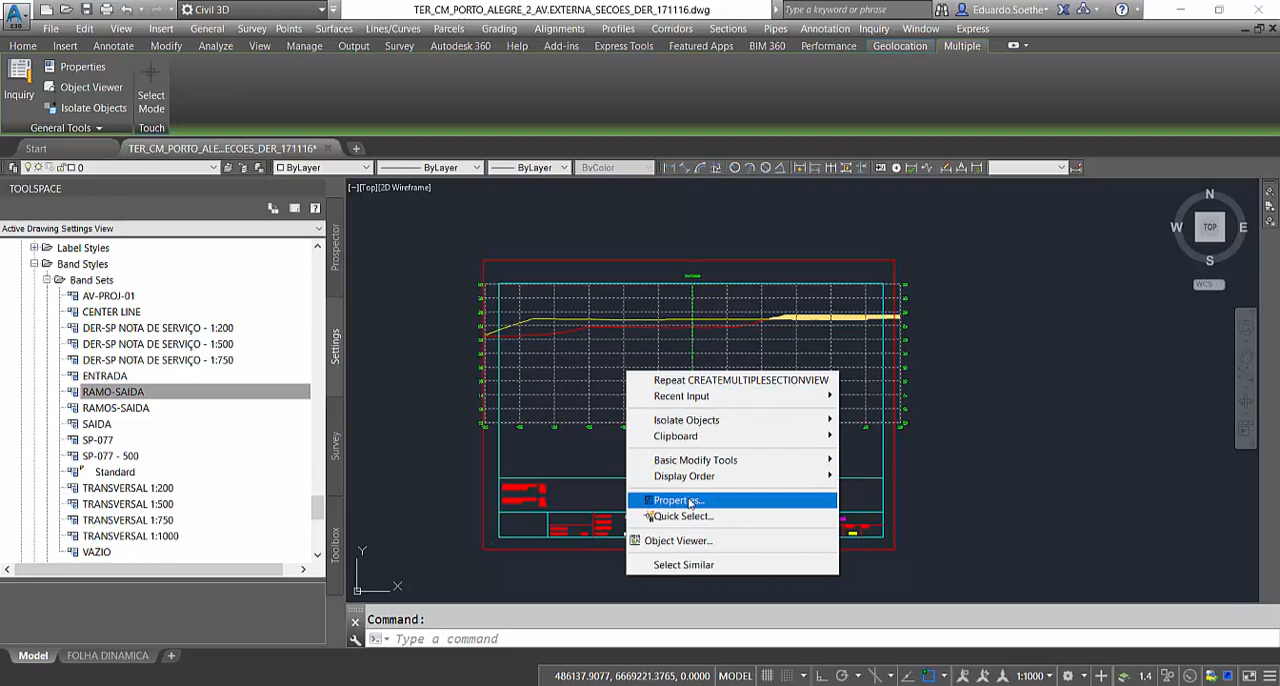 Civil 3D
TER_CM_PORTO_ALEGRE_2_AV.EXTERNA_SECOES_DER_171116.dwg
Type a keyword or phrase
Eduardo.Soethe
C3D
File Edit View Insert General Survey Points Surfaces Lines/Curves Parcels Grading Alignments Profiles Corridors Sections Pipes Annotation Inquiry Window Express
Home Insert Annotate Modify Analyze View Manage Output Survey Autodesk 360 Help Add-ins Express Tools Featured Apps BIM 360 Performance Geolocation Multiple
Inquiry
Properties
Object Viewer
Isolate Objects
Select
Mode
General Tools
Touch
Start
TER_CM_PORTO_ALE...ECOES_DER_171116*
0
ByLayer
ByLayer
ByLayer
ByColor
TOOLSPACE
Active Drawing Settings View
Label Styles
Band Styles
Band Sets
AV-PROJ-01
CENTER LINE
DER-SP NOTA DE SERVIÇO - 1:200
DER-SP NOTA DE SERVIÇO - 1:500
DER-SP NOTA DE SERVIÇO - 1:750
ENTRADA
RAMO-SAIDA
RAMOS-SAIDA
SAIDA
SP-077
SP-077 - 500
Standard
TRANSVERSAL 1:200
TRANSVERSAL 1:500
TRANSVERSAL 1:750
TRANSVERSAL 1:1000
VAZIO
Prospector
Settings
Survey
Toolbox
[−][Top][2D Wireframe]
N
W
TOP
E
S
WCS
Repeat CREATEMULTIPLESECTIONVIEW
Recent Input
Isolate Objects
Clipboard
Basic Modify Tools
Display Order
Properties...
Quick Select...
Object Viewer...
Select Similar
Y
X
Command:
Type a command
Model
FOLHA DINAMICA
486137.9077, 6669221.3765, 0.0000
MODEL
1:1000
1.4